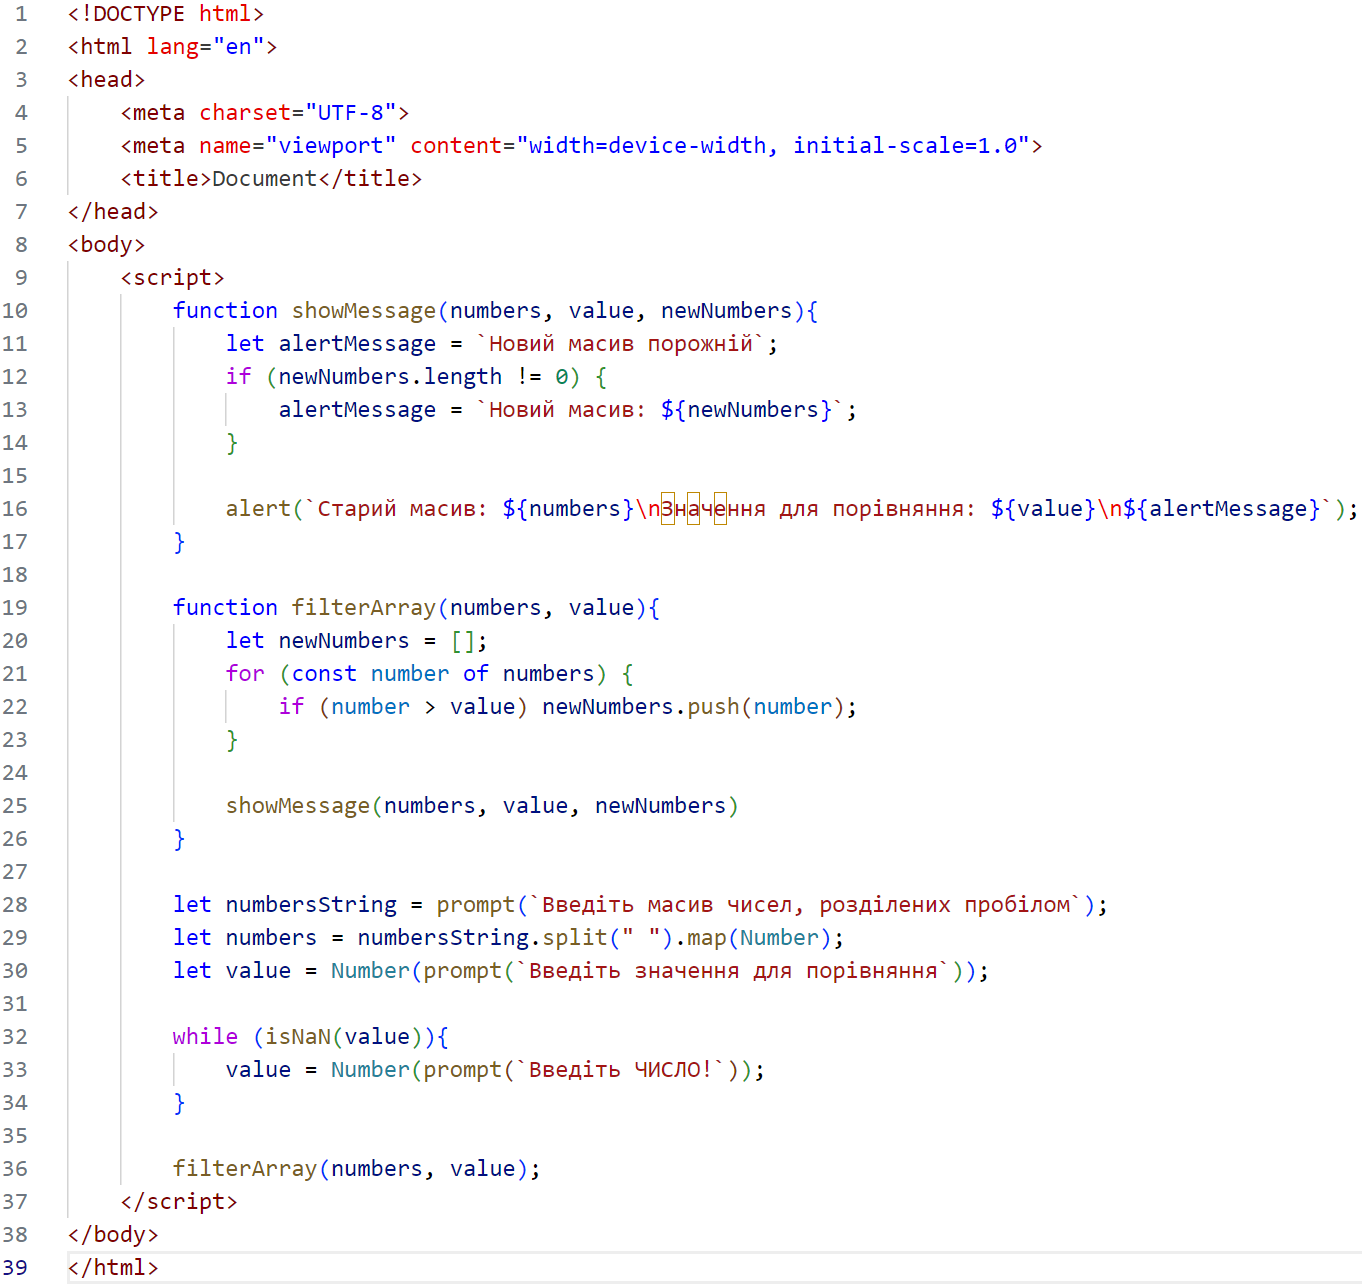 1 <!DOCTYPE html>
2 <html lang="en">
3 <head>
4     <meta charset="UTF-8">
5     <meta name="viewport" content="width=device-width, initial-scale=1.0">
6     <title>Document</title>
7 </head>
8 <body>
9     <script>
10         function showMessage(numbers, value, newNumbers){
11             let alertMessage = `Новий масив порожній`;
12             if (newNumbers.length != 0) {
13                 alertMessage = `Новий масив: ${newNumbers}`;
14             }
15
16             alert(`Старий масив: ${numbers}\nЗначення для порівняння: ${value}\n${alertMessage}`);
17         }
18
19         function filterArray(numbers, value){
20             let newNumbers = [];
21             for (const number of numbers) {
22                 if (number > value) newNumbers.push(number);
23             }
24
25             showMessage(numbers, value, newNumbers)
26         }
27
28         let numbersString = prompt(`Введіть масив чисел, розділених пробілом`);
29         let numbers = numbersString.split(" ").map(Number);
30         let value = Number(prompt(`Введіть значення для порівняння`));
31
32         while (isNaN(value)){
33             value = Number(prompt(`Введіть ЧИСЛО!`));
34         }
35
36         filterArray(numbers, value);
37     </script>
38 </body>
39 </html>